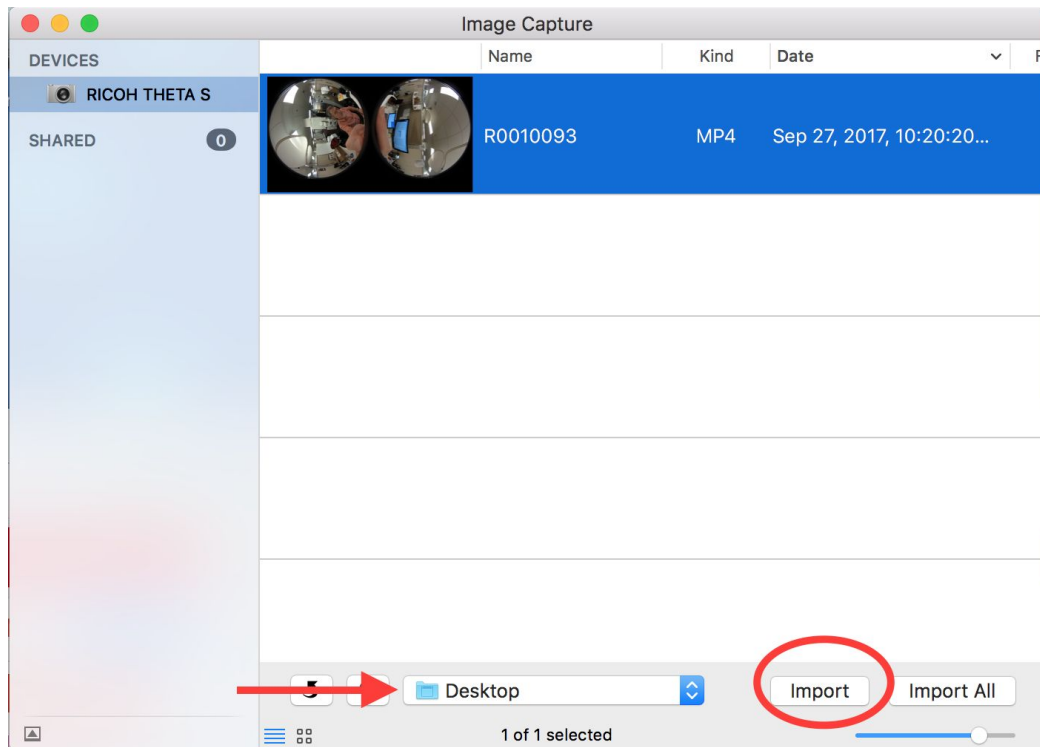 Image Capture
DEVICES
Name Kind Date
RICOH THETA S
SHARED 0
R0010093 MP4 Sep 27, 2017, 10:20:20...
Desktop Import Import All
1 of 1 selected